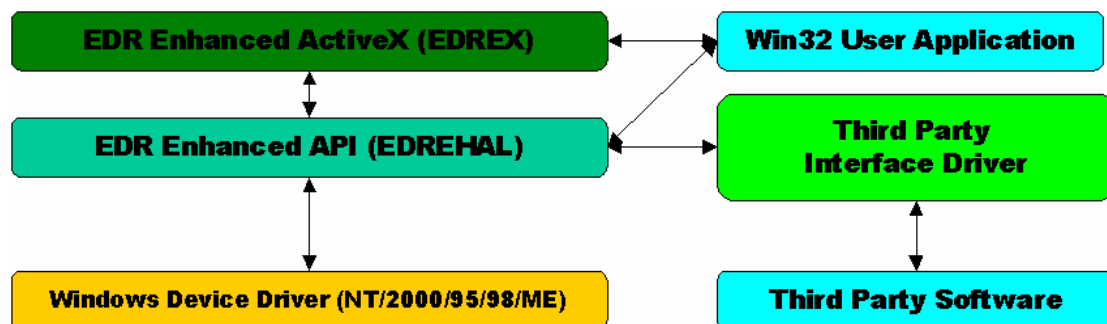 EDR Enhanced ActiveX (EDREX)
Win32 User Application
EDR Enhanced API (EDREHAL)
Third Party
Interface Driver
Windows Device Driver (NT/2000/95/98/ME)
Third Party Software